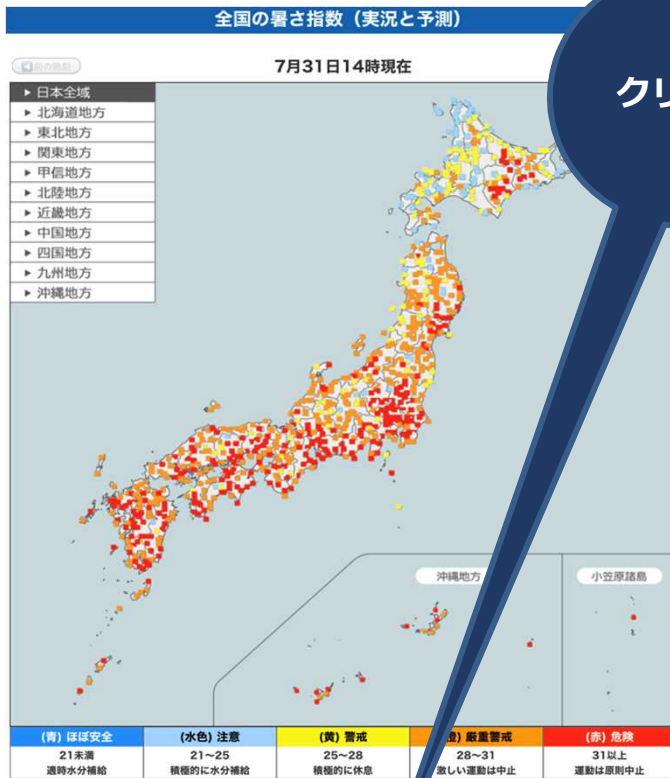 全国の暑さ指数（実況と予測）
前の時刻
7月31日14時現在
クリ
▶ 日本全域
▶ 北海道地方
▶ 東北地方
▶ 関東地方
▶ 甲信地方
▶ 北陸地方
▶ 近畿地方
▶ 中国地方
▶ 四国地方
▶ 九州地方
▶ 沖縄地方
沖縄地方
小笠原諸島
(青) ほぼ安全
(水色) 注意
(黄) 警戒
厳重警戒
(赤) 危険
21未満
21～25
25～28
28～31
31以上
適時水分補給
積極的に水分補給
積極的に休息
激しい運動は中止
運動は原則中止